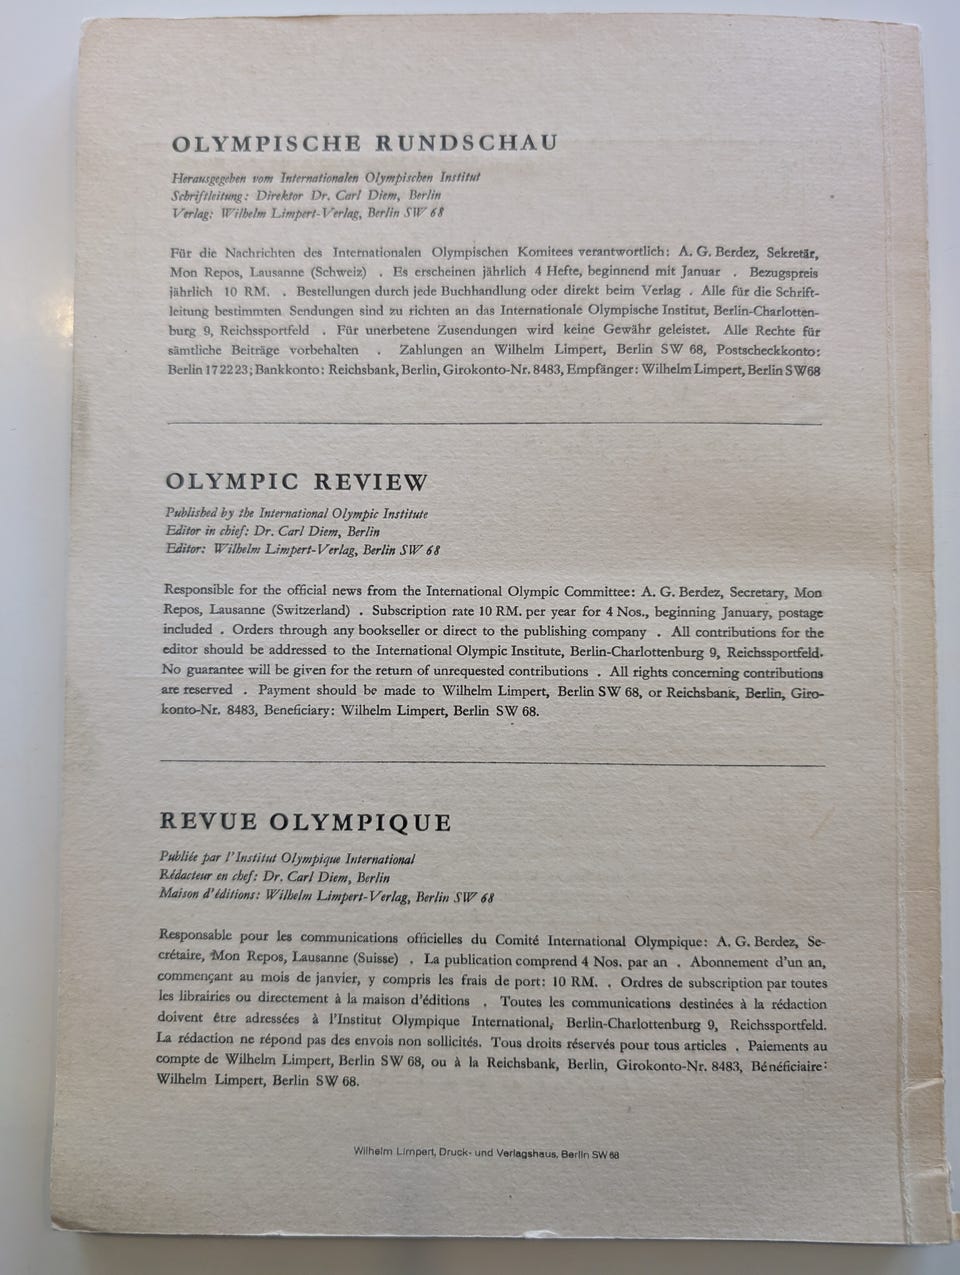 OLYMPISCHE RUNDSCHAU
Herausgegeben vom Internationalen Olympischen Institut
Schriftleitung: Direktor Dr. Carl Diem, Berlin
Verlag: Wilhelm Limpert-Verlag, Berlin SW 68
Für die Nachrichten des Internationalen Olympischen Komitees verantwortlich: A. G. Berdez, Sekretär,
Mon Repos, Lausanne (Schweiz) . Es erscheinen jährlich 4 Hefte, beginnend mit Januar . Bezugspreis
jährlich 10 RM. . Bestellungen durch jede Buchhandlung oder direkt beim Verlag . Alle für die Schrift-
leitung bestimmten Sendungen sind zu richten an das Internationale Olympische Institut, Berlin-Charlotten-
burg 9, Reichssportfeld . Für unerbetene Zusendungen wird keine Gewähr geleistet. Alle Rechte für
sämtliche Beiträge vorbehalten . Zahlungen an Wilhelm Limpert, Berlin SW 68, Postscheckkonto:
Berlin 17 22 23; Bankkonto: Reichsbank, Berlin, Girokonto-Nr. 8483, Empfänger: Wilhelm Limpert, Berlin SW68
OLYMPIC REVIEW
Published by the International Olympic Institute
Editor in chief: Dr. Carl Diem, Berlin
Editor: Wilhelm Limpert-Verlag, Berlin SW 68
Responsible for the official news from the International Olympic Committee: A. G. Berdez, Secretary, Mon
Repos, Lausanne (Switzerland) . Subscription rate 10 RM. per year for 4 Nos., beginning January, postage
included . Orders through any bookseller or direct to the publishing company . All contributions for the
editor should be addressed to the International Olympic Institute, Berlin-Charlottenburg 9, Reichssportfeld.
No guarantee will be given for the return of unrequested contributions . All rights concerning contributions
are reserved . Payment should be made to Wilhelm Limpert, Berlin SW 68, or Reichsbank, Berlin, Giro-
konto-Nr. 8483, Beneficiary: Wilhelm Limpert, Berlin SW 68.
REVUE OLYMPIQUE
Publiée par l'Institut Olympique International
Rédacteur en chef: Dr. Carl Diem, Berlin
Maison d'éditions: Wilhelm Limpert-Verlag, Berlin SW 68
Responsable pour les communications officielles du Comité International Olympique: A. G. Berdez, Se-
crétaire, Mon Repos, Lausanne (Suisse) . La publication comprend 4 Nos. par an . Abonnement d'un an,
commençant au mois de janvier, y compris les frais de port: 10 RM. . Ordres de subscription par toutes
les librairies ou directement à la maison d'éditions . Toutes les communications destinées à la rédaction
doivent être adressées à l'Institut Olympique International, Berlin-Charlottenburg 9, Reichssportfeld.
La rédaction ne répond pas des envois non sollicités. Tous droits réservés pour tous articles . Paiements au
compte de Wilhelm Limpert, Berlin SW 68, ou à la Reichsbank, Berlin, Girokonto-Nr. 8483, Bénéficiaire:
Wilhelm Limpert, Berlin SW 68.
Wilhelm Limpert, Druck- und Verlagshaus, Berlin SW 68